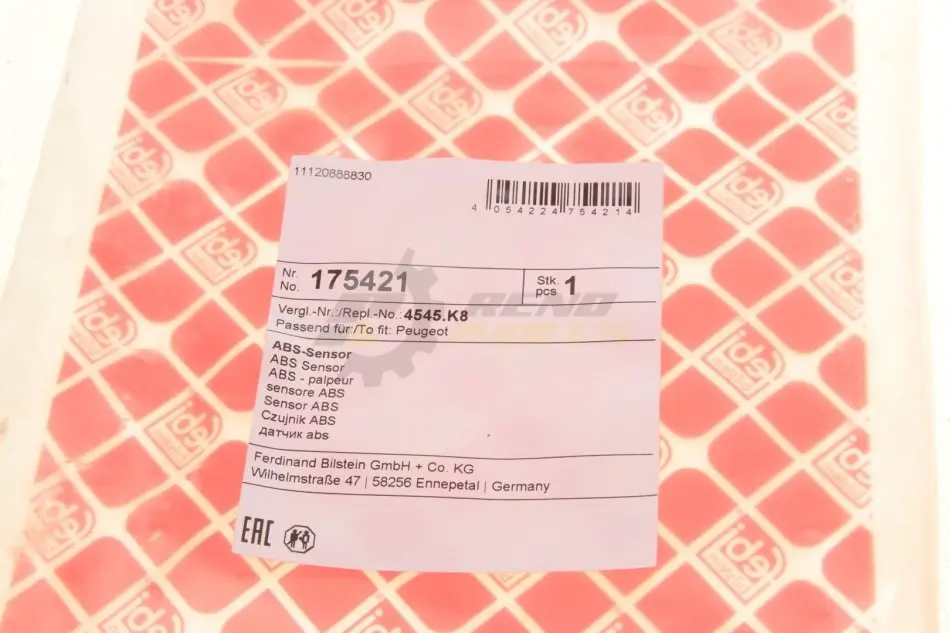 11120888830
4 054224 754214
Nr. No. 175421 Stk. pcs 1
Vergl.-Nr.:/Repl.-No.: 4545.K8
Passend für:/To fit: Peugeot
ABS-Sensor
ABS Sensor
ABS - palpeur
sensore ABS
Sensor ABS
Czujnik ABS
датчик abs
Ferdinand Bilstein GmbH + Co. KG
Wilhelmstraße 47 | 58256 Ennepetal | Germany
EAC
febi
bilstein